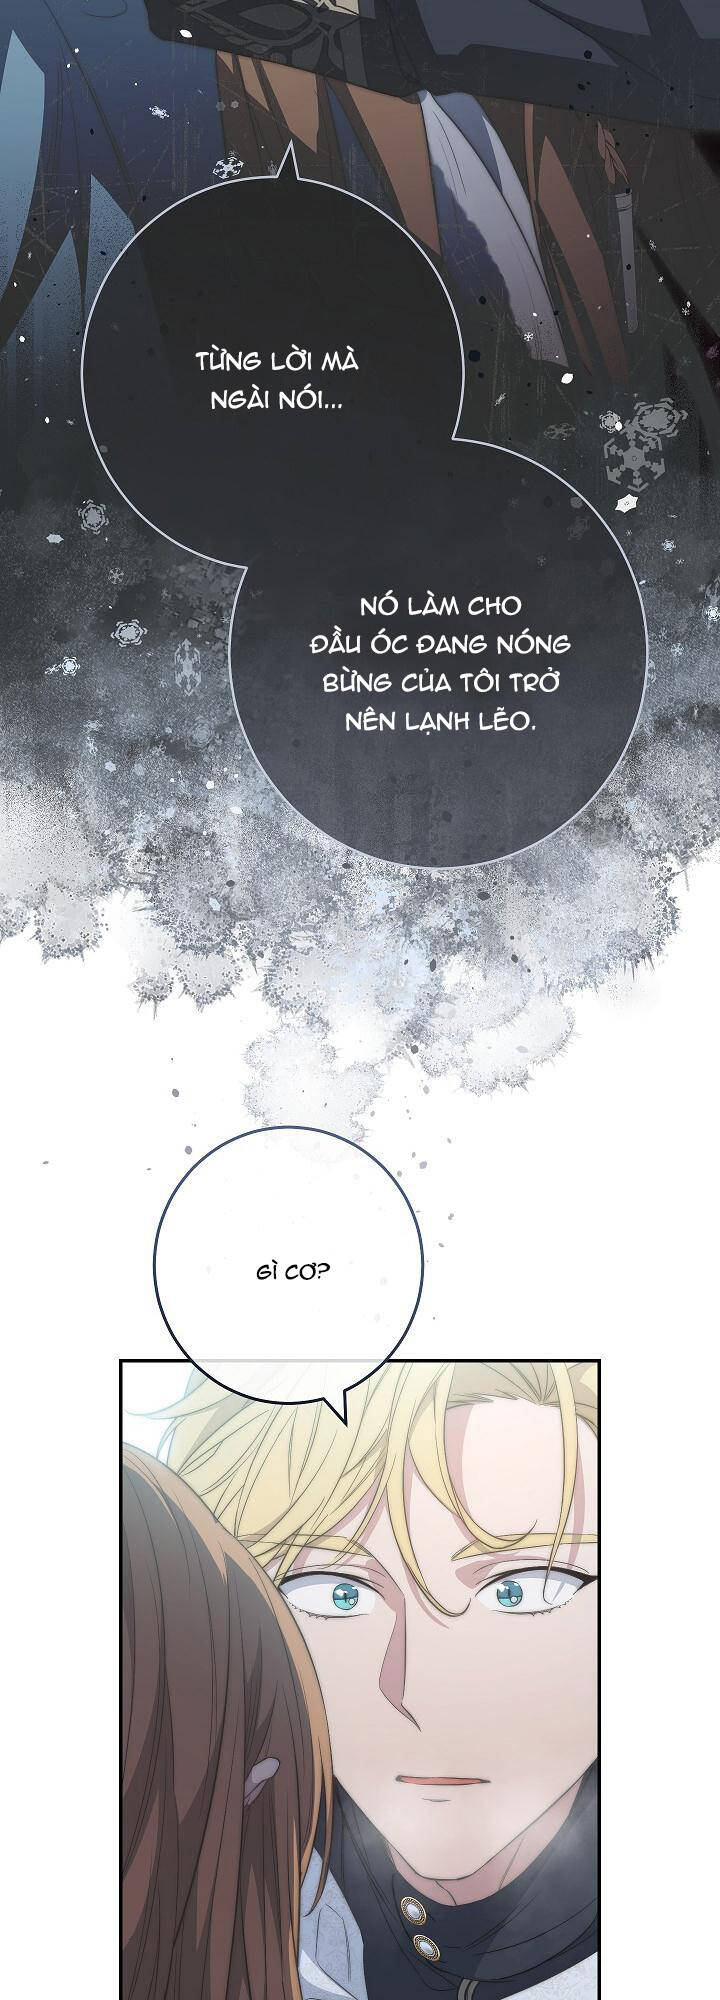 TỪNG LỜI MÀ
NGÀI NÓI...
NÓ LÀM CHO
ĐẦU ÓC ĐANG NÓNG
BỪNG CỦA TÔI TRỞ
NÊN LẠNH LẼO.
GÌ CƠ?